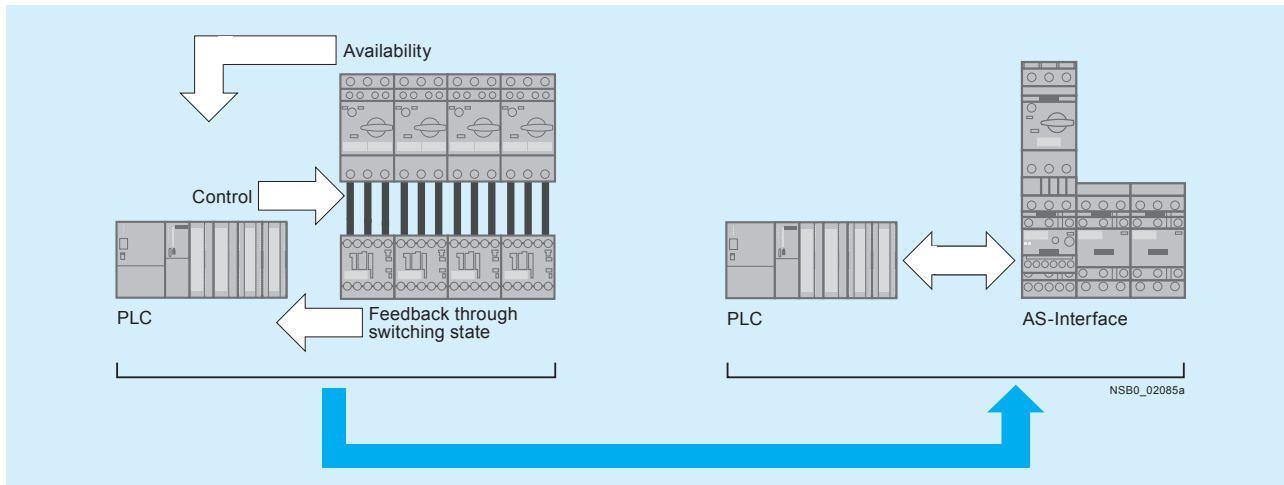 Availability
Control
PLC
Feedback through
switching state
PLC
AS-Interface
NSB0_02085a